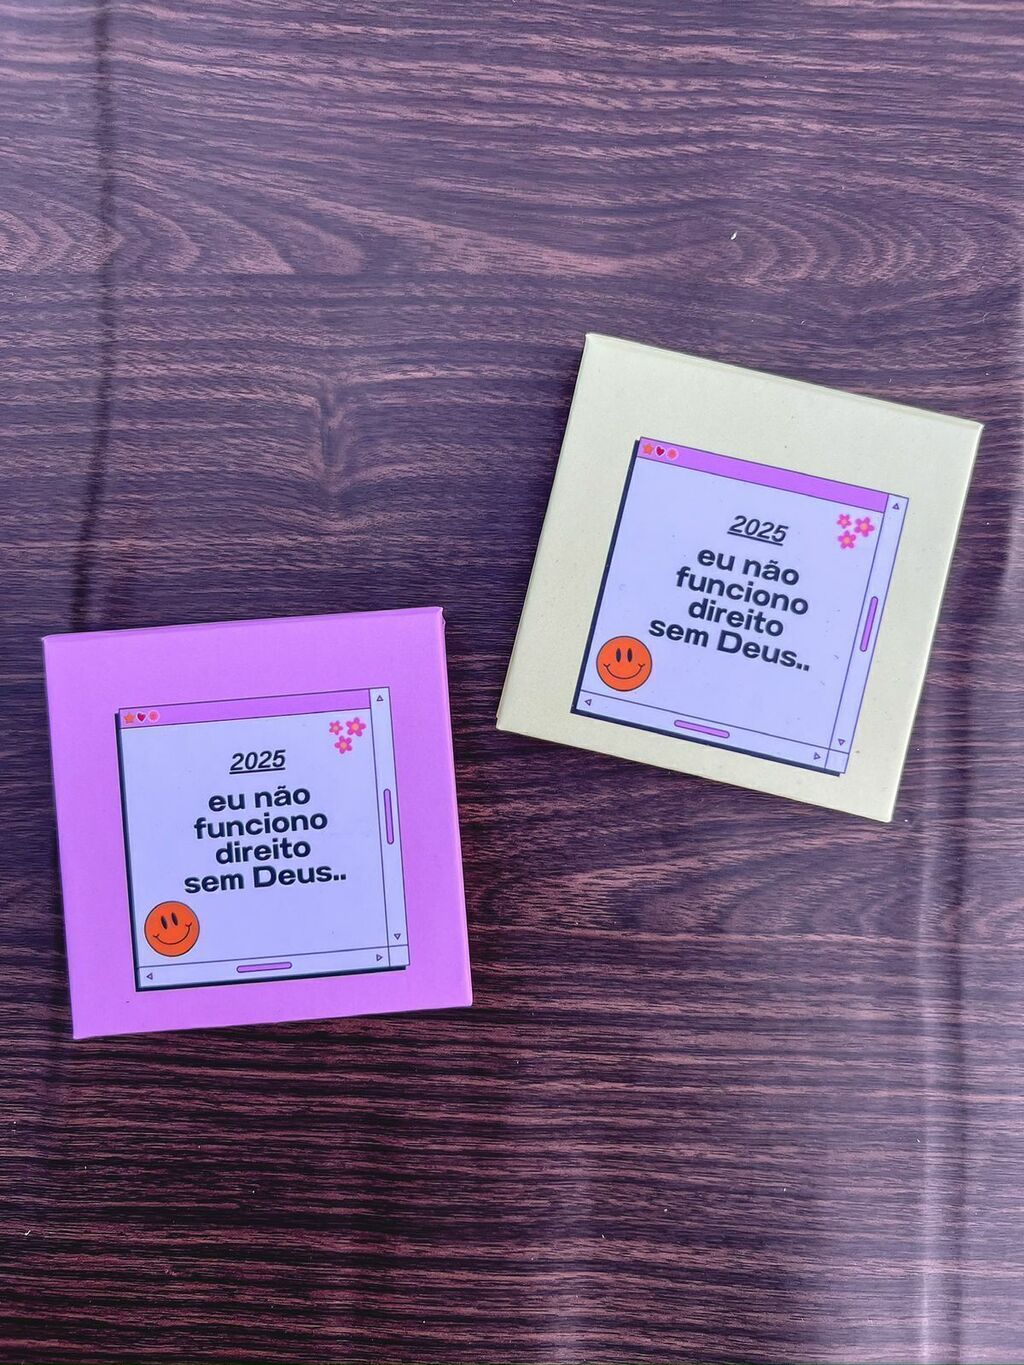 2025
eu não
funciono
direito
sem Deus..
2025
eu não
funciono
direito
sem Deus..